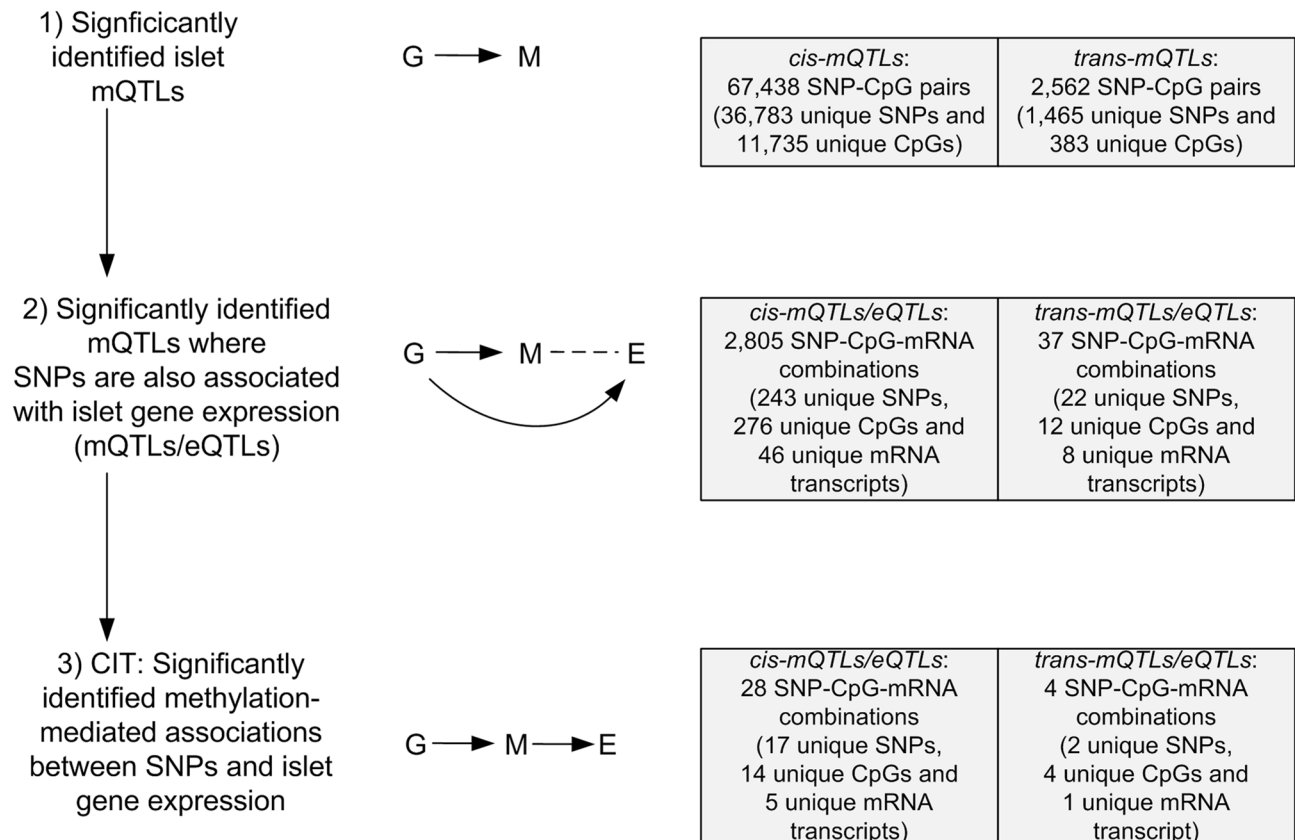 1) Signficicantly
identified islet
mQTLs
G M
cis-mQTLs:
67,438 SNP-CpG pairs
(36,783 unique SNPs and
11,735 unique CpGs)
trans-mQTLs:
2,562 SNP-CpG pairs
(1,465 unique SNPs and
383 unique CpGs)
2) Significantly identified
mQTLs where
SNPs are also associated
with islet gene expression
(mQTLs/eQTLs)
G M E
cis-mQTLs/eQTLs:
2,805 SNP-CpG-mRNA
combinations
(243 unique SNPs,
276 unique CpGs and
46 unique mRNA
transcripts)
trans-mQTLs/eQTLs:
37 SNP-CpG-mRNA
combinations
(22 unique SNPs,
12 unique CpGs and
8 unique mRNA
transcripts)
3) CIT: Significantly
identified methylation-
mediated associations
between SNPs and islet
gene expression
G M E
cis-mQTLs/eQTLs:
28 SNP-CpG-mRNA
combinations
(17 unique SNPs,
14 unique CpGs and
5 unique mRNA
transcripts)
trans-mQTLs/eQTLs:
4 SNP-CpG-mRNA
combinations
(2 unique SNPs,
4 unique CpGs and
1 unique mRNA
transcript)